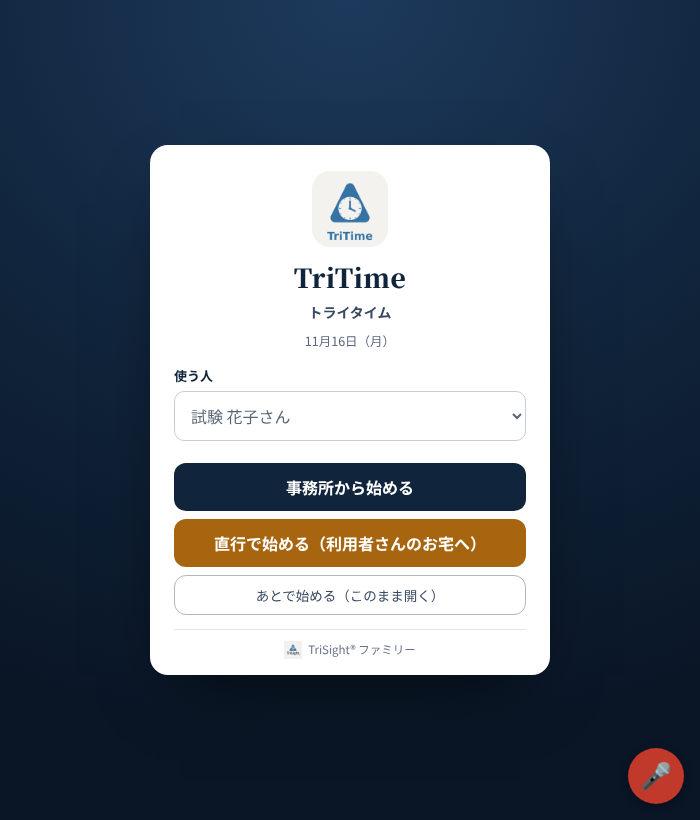 TriTime
TriTime
トライタイム
11月16日（月）
使う人
試験 花子さん
事務所から始める
直行で始める（利用者さんのお宅へ）
あとで始める（このまま開く）
TriSight® ファミリー